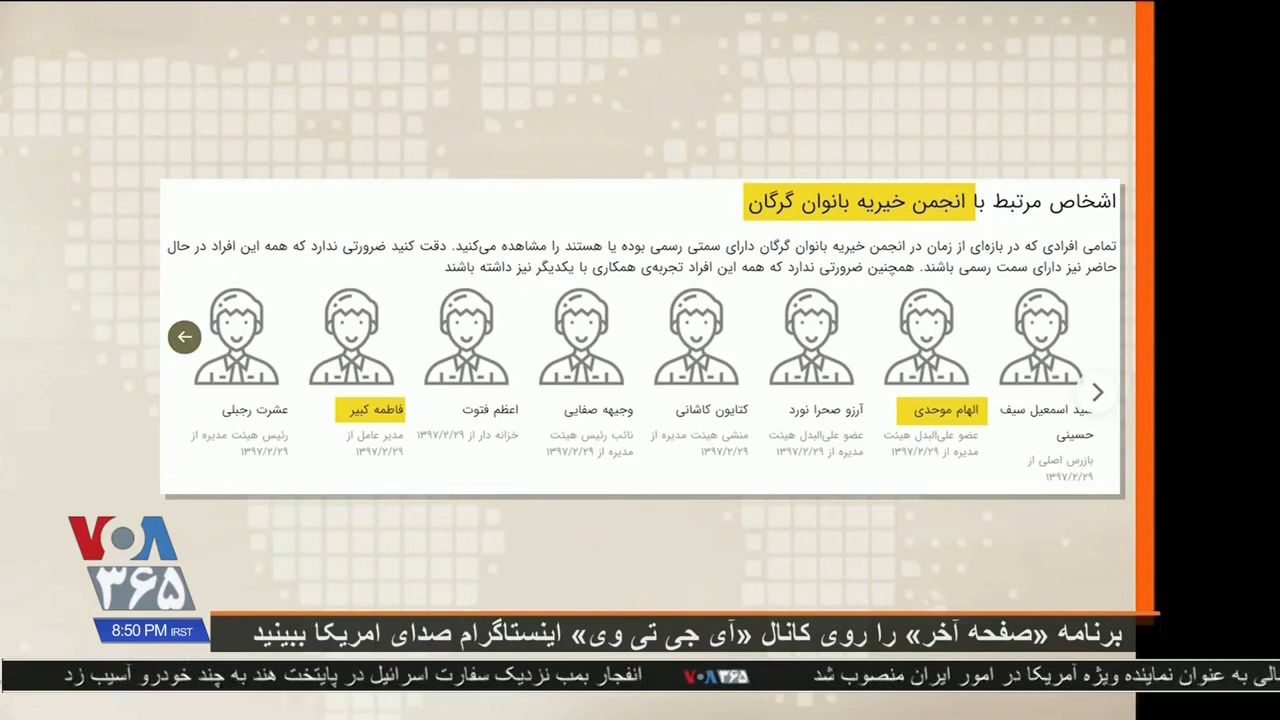 اشخاص مرتبط با انجمن خیریه بانوان گرگان
تمامی افرادی که در بازه‌ای از زمان در انجمن خیریه بانوان گرگان دارای سمتی رسمی بوده یا هستند را مشاهده می‌کنید. دقت کنید ضرورتی ندارد که همه این افراد در حال
حاضر نیز دارای سمت رسمی باشند. همچنین ضرورتی ندارد که همه این افراد تجربه‌ی همکاری با یکدیگر نیز داشته باشند
سید اسمعیل سیف
حسینی
بازرس اصلی از
۱۳۹۷/۲/۲۹
الهام موحدی
عضو علی‌البدل هیئت
مدیره از ۱۳۹۷/۲/۲۹
آرزو صحرا نورد
عضو علی‌البدل هیئت
مدیره از ۱۳۹۷/۲/۲۹
کتایون کاشانی
منشی هیئت مدیره از
۱۳۹۷/۲/۲۹
وجیهه صفایی
نائب رئیس هیئت
مدیره از ۱۳۹۷/۲/۲۹
اعظم فتوت
خزانه دار از ۱۳۹۷/۲/۲۹
فاطمه کبیر
مدیر عامل از
۱۳۹۷/۲/۲۹
عشرت رجبلی
رئیس هیئت مدیره از
۱۳۹۷/۲/۲۹
VOA
۳۶۵
8:50 PM IRST
برنامه «صفحه آخر» را روی کانال «آی جی تی وی» اینستاگرام صدای امریکا ببینید
الی به عنوان نماینده ویژه آمریکا در امور ایران منصوب شد VOA۳۶۵ انفجار بمب نزدیک سفارت اسرائیل در پایتخت هند به چند خودرو آسیب زد